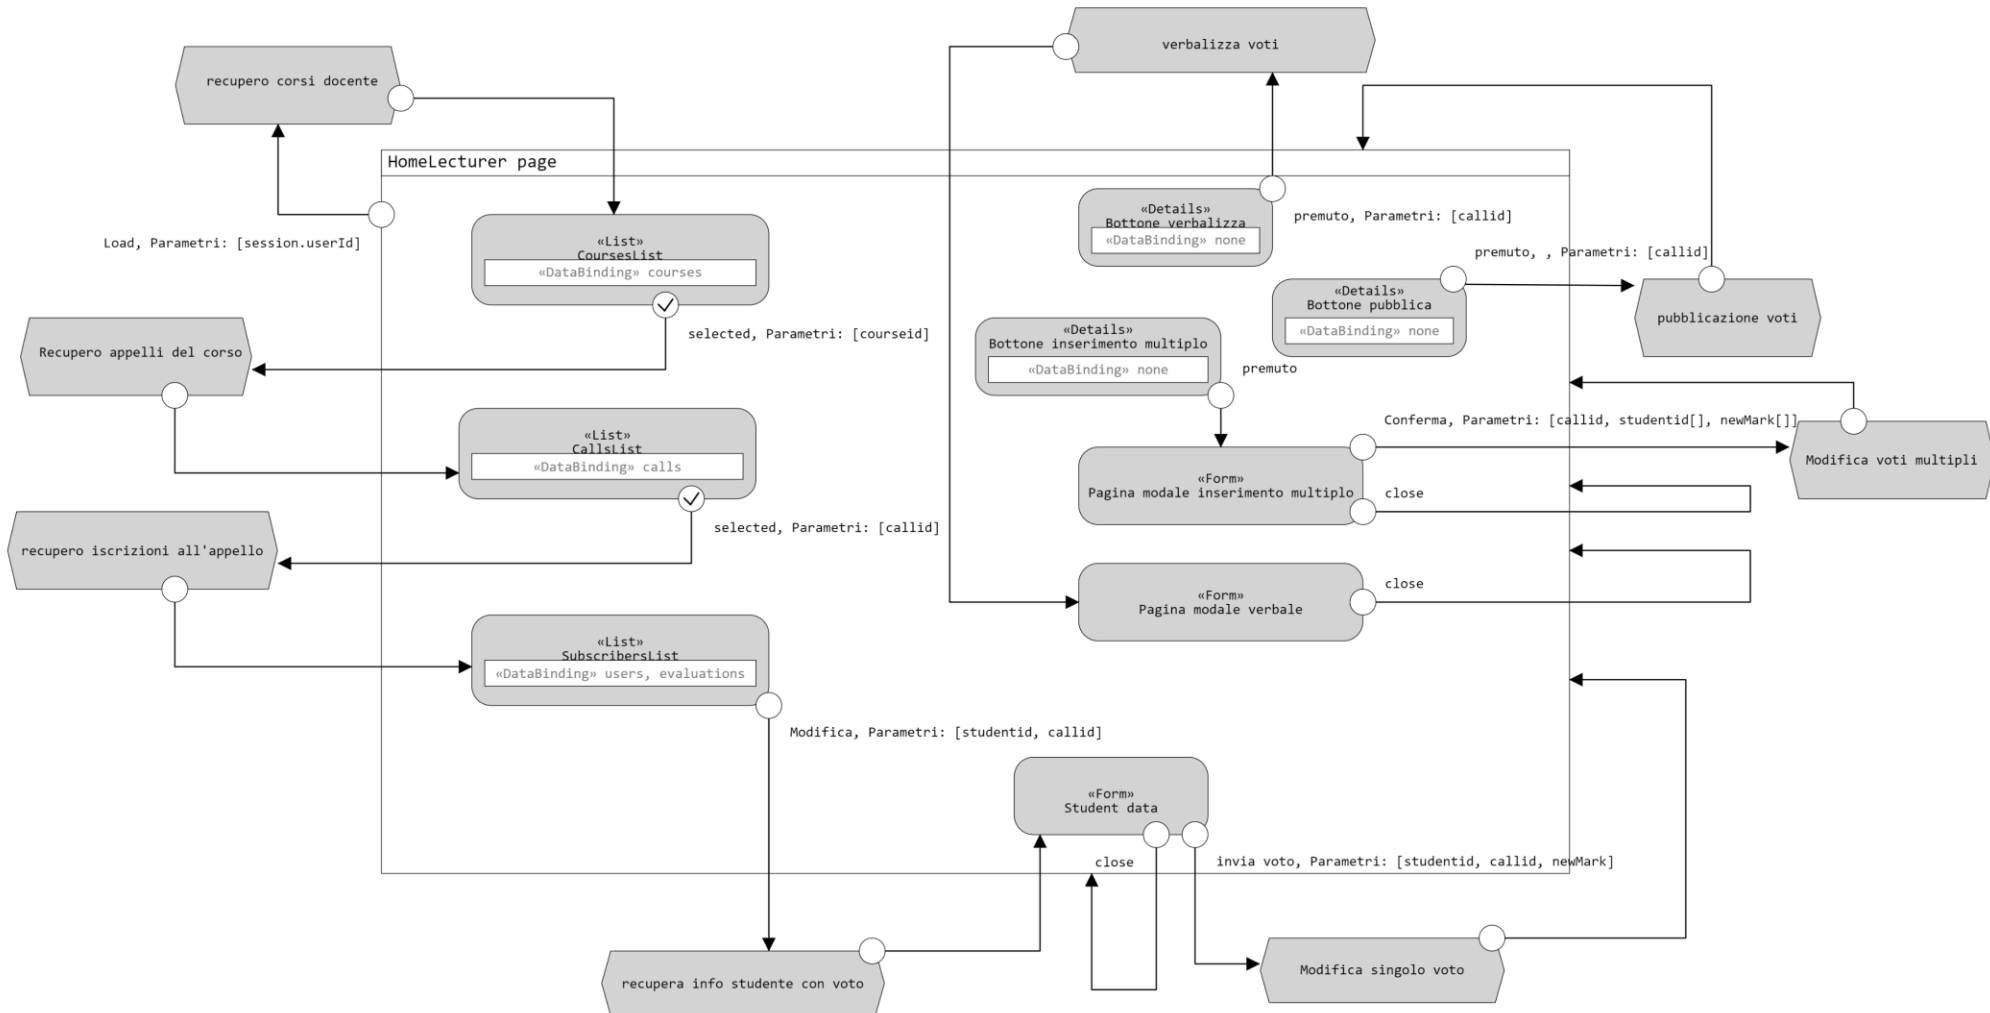 verbalizza voti
recupero corsi docente
HomeLecturer page
Load, Parametri: [session.userId]
«List»
CoursesList
«DataBinding» courses
selected, Parametri: [courseid]
Recupero appelli del corso
«List»
CallsList
«DataBinding» calls
selected, Parametri: [callid]
recupero iscrizioni all'appello
«List»
SubscribersList
«DataBinding» users, evaluations
Modifica, Parametri: [studentid, callid]
recupera info studente con voto
«Details»
Bottone verbalizza
«DataBinding» none
premuto, Parametri: [callid]
premuto, , Parametri: [callid]
«Details»
Bottone pubblica
«DataBinding» none
pubblicazione voti
«Details»
Bottone inserimento multiplo
«DataBinding» none
premuto
Conferma, Parametri: [callid, studentid[], newMark[]]
Modifica voti multipli
«Form»
Pagina modale inserimento multiplo
close
«Form»
Pagina modale verbale
close
«Form»
Student data
close
invia voto, Parametri: [studentid, callid, newMark]
Modifica singolo voto